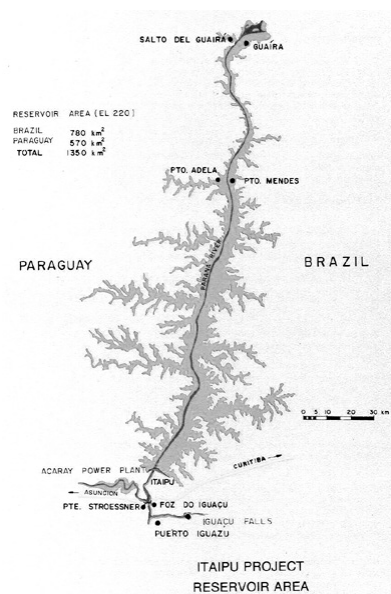 SALTO DEL GUAIRA
GUAÍRA
RESERVOIR AREA (EL 220)
BRAZIL 780 km²
PARAGUAY 570 km²
TOTAL 1350 km²
PTO. ADELA
PTO. MENDES
PARANÁ RIVER
PARAGUAY
BRAZIL
0 5 10 20 30 km
ACARAY POWER PLANT
ITAIPU
CURITIBA
ASUNCION
PTE. STROESSNER
FOZ DO IGUAÇU
IGUAÇU FALLS
PUERTO IGUAZU
ITAIPU PROJECT
RESERVOIR AREA